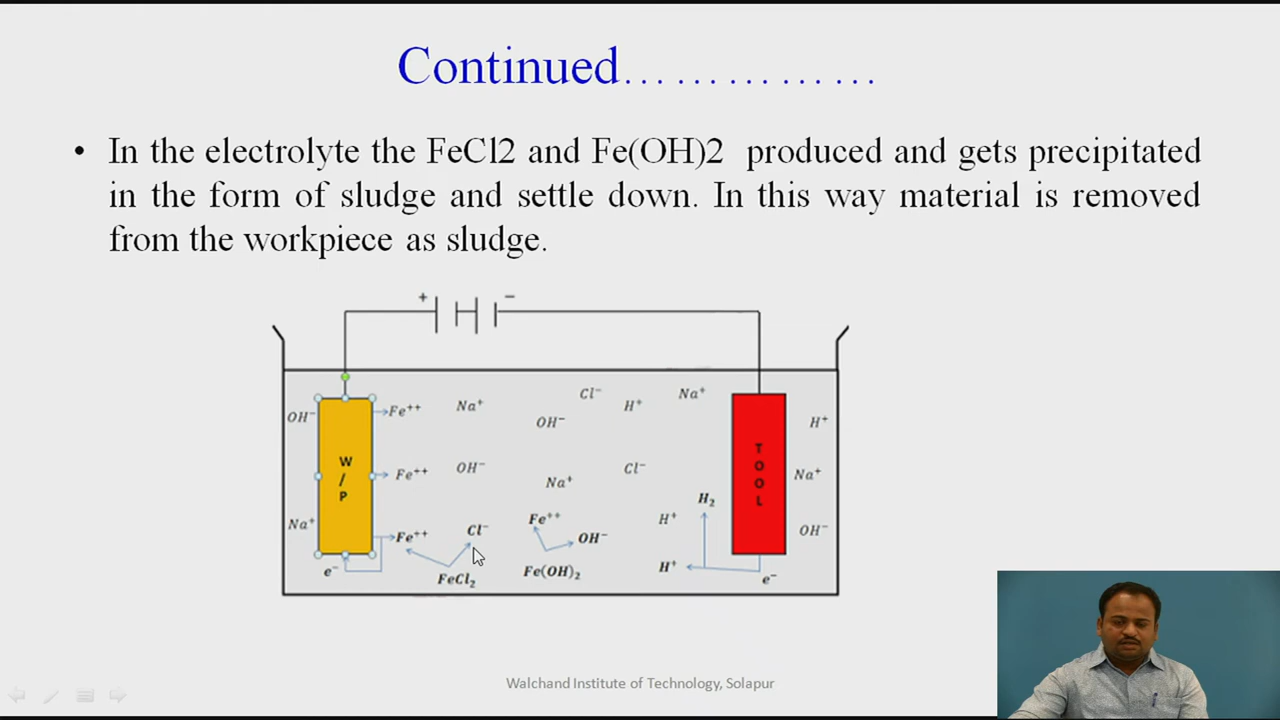 Continued……………
• In the electrolyte the FeCl2 and Fe(OH)2 produced and gets precipitated
in the form of sludge and settle down. In this way material is removed
from the workpiece as sludge.
+ −
OH⁻ Fe⁺⁺ Na⁺ OH⁻ Cl⁻ H⁺ Na⁺ H⁺
W
/
P
T
O
O
L
Fe⁺⁺ OH⁻ Na⁺ Cl⁻ Na⁺
H₂
Na⁺ Fe⁺⁺ Cl⁻ Fe⁺⁺ OH⁻ H⁺ OH⁻
e⁻ FeCl₂ Fe(OH)₂ H⁺ e⁻
Walchand Institute of Technology, Solapur